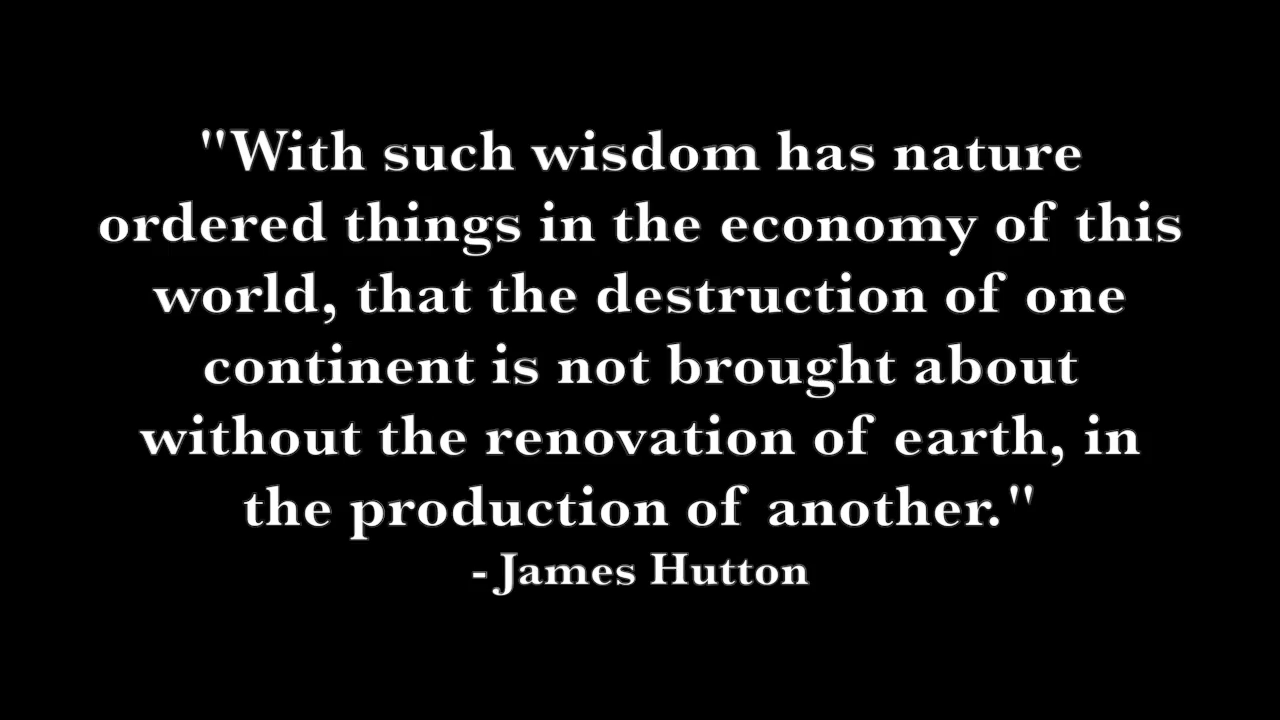 "With such wisdom has nature
ordered things in the economy of this
world, that the destruction of one
continent is not brought about
without the renovation of earth, in
the production of another."
- James Hutton